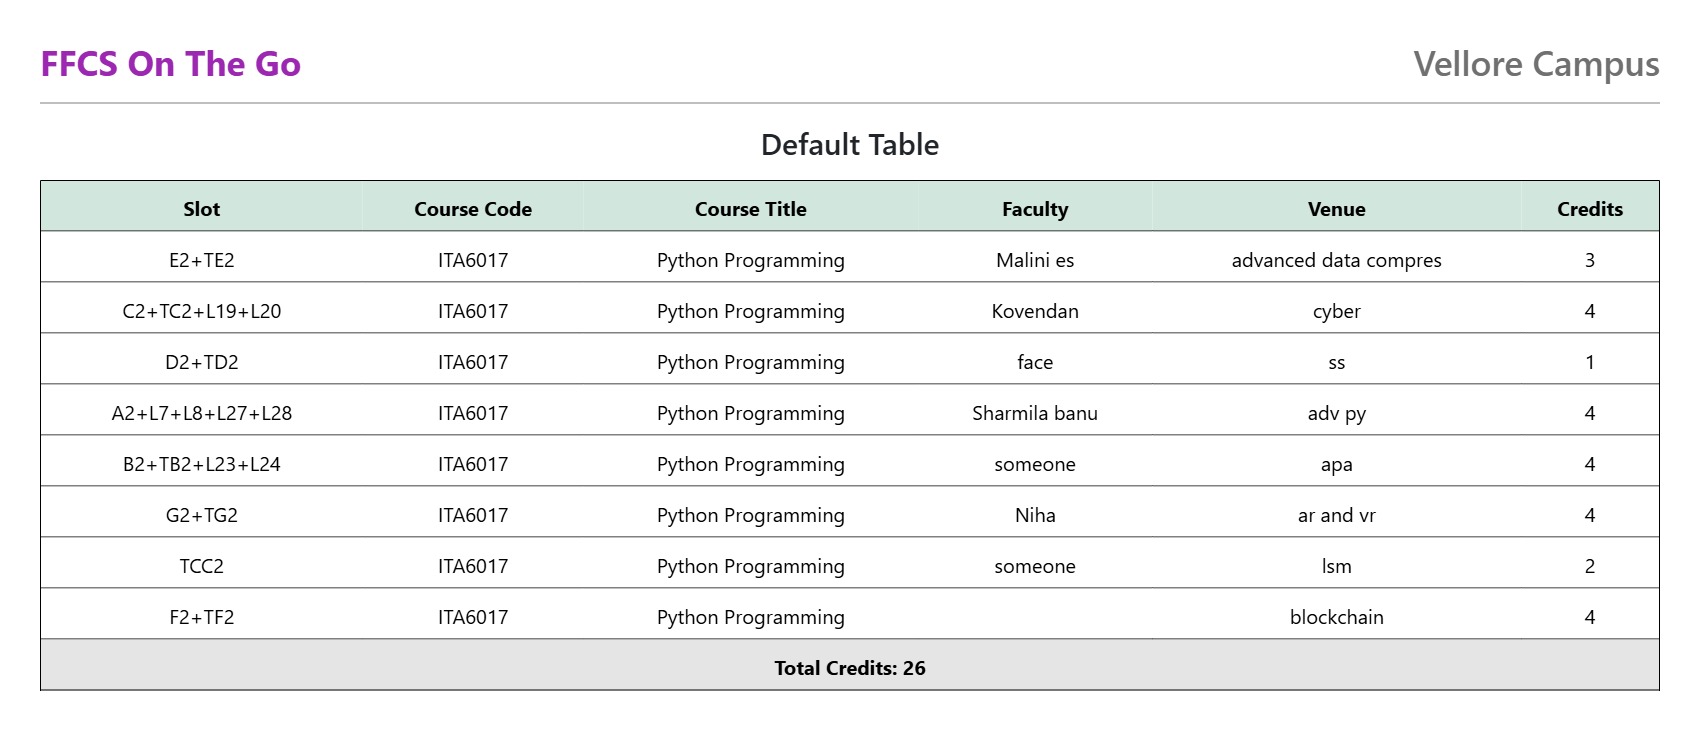 FFCS On The Go Vellore Campus
Default Table
Slot Course Code Course Title Faculty Venue Credits
E2+TE2 ITA6017 Python Programming Malini es advanced data compres 3
C2+TC2+L19+L20 ITA6017 Python Programming Kovendan cyber 4
D2+TD2 ITA6017 Python Programming face ss 1
A2+L7+L8+L27+L28 ITA6017 Python Programming Sharmila banu adv py 4
B2+TB2+L23+L24 ITA6017 Python Programming someone apa 4
G2+TG2 ITA6017 Python Programming Niha ar and vr 4
TCC2 ITA6017 Python Programming someone lsm 2
F2+TF2 ITA6017 Python Programming blockchain 4
Total Credits: 26